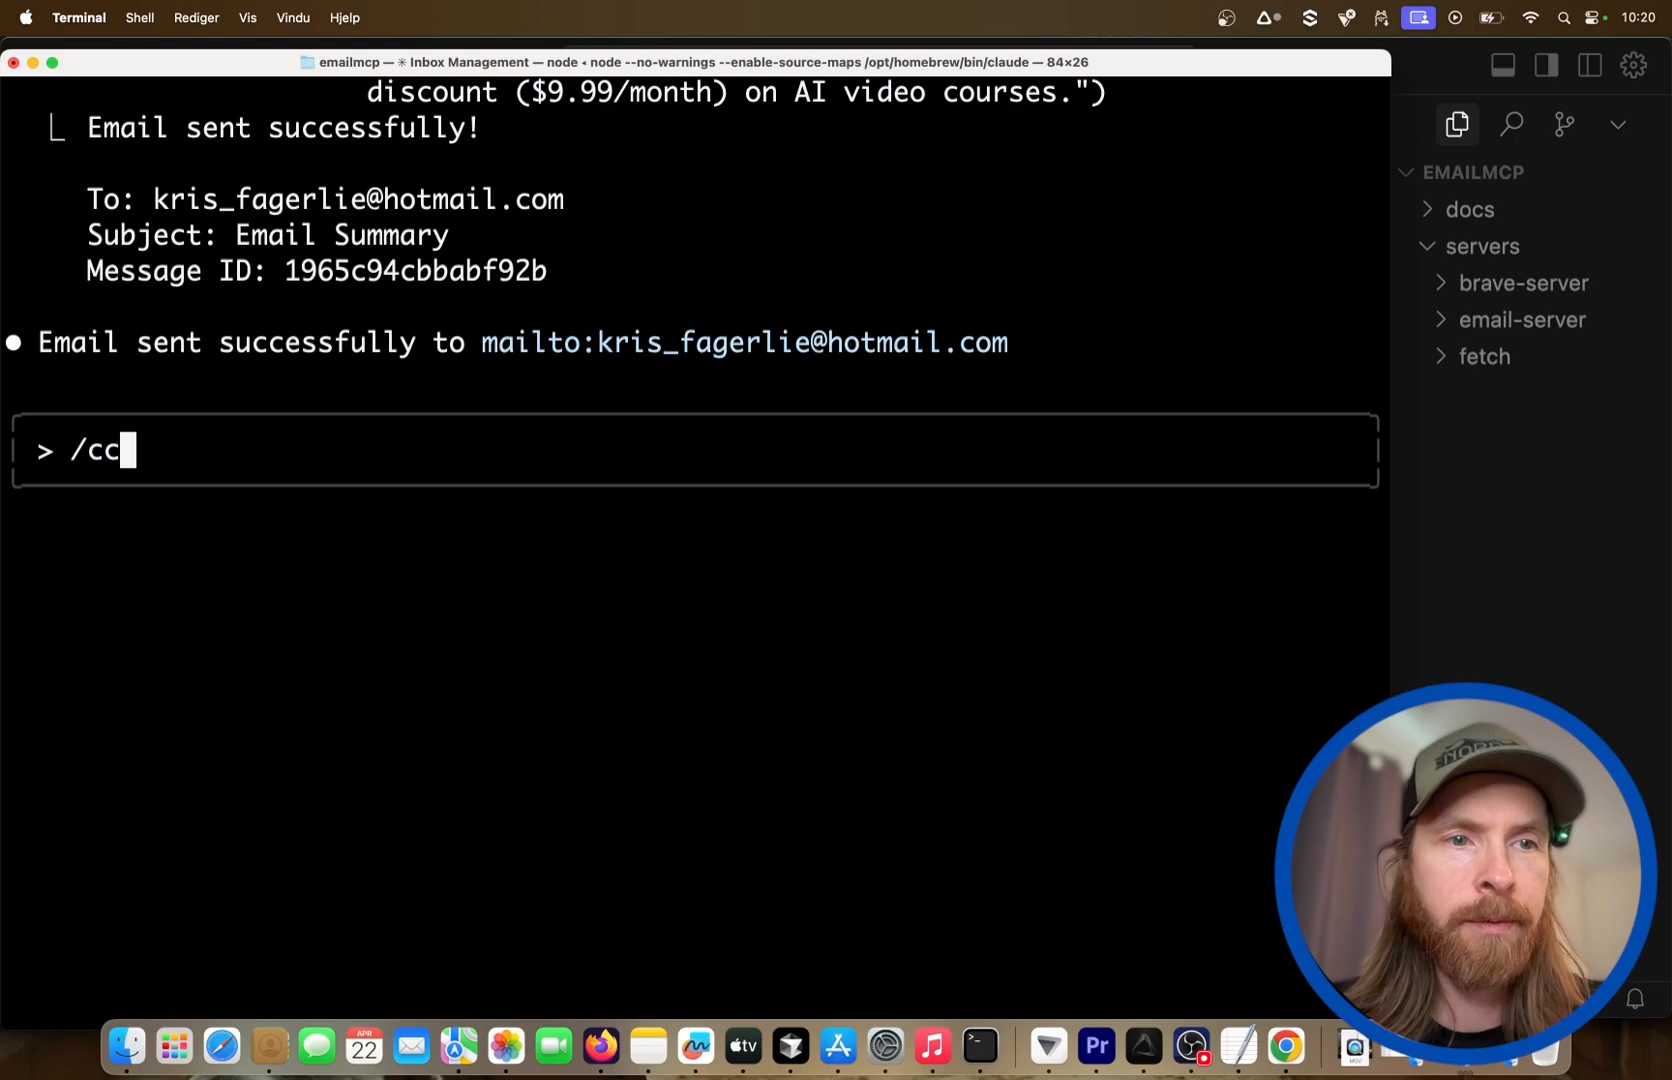 Terminal Shell Rediger Vis Vindu Hjelp 10:20
emailmcp — ✳ Inbox Management — node ◂ node --no-warnings --enable-source-maps /opt/homebrew/bin/claude — 84×26
discount ($9.99/month) on AI video courses.")
⎿ Email sent successfully!
To: kris_fagerlie@hotmail.com
Subject: Email Summary
Message ID: 1965c94cbbabf92b
● Email sent successfully to mailto:kris_fagerlie@hotmail.com
> /cc
EMAILMCP
docs
servers
brave-server
email-server
fetch
NORD
APR
22
tv
Pr